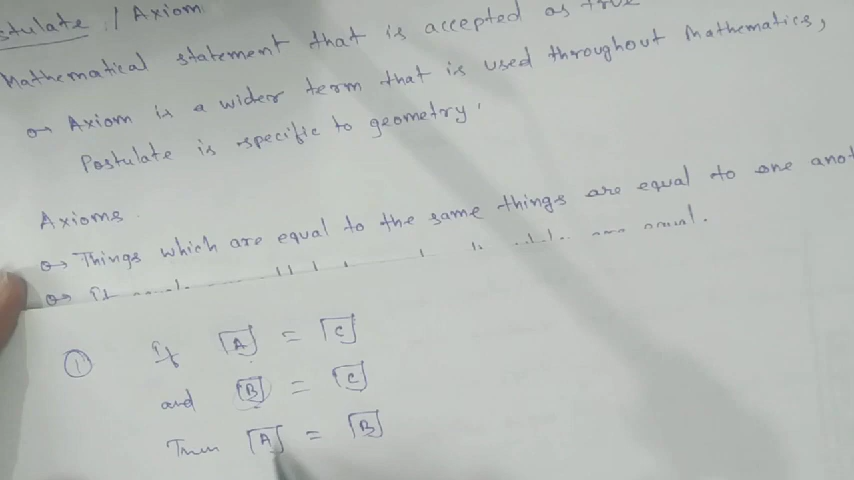 stulate / Axiom
Mathematical statement that is accepted as true
Axiom is a wider term that is used throughout Mathematics,
Postulate is specific to geometry.
Axioms.
Things which are equal to the same things are equal to one anot
If
① if A = C
and B = C
Then A = B